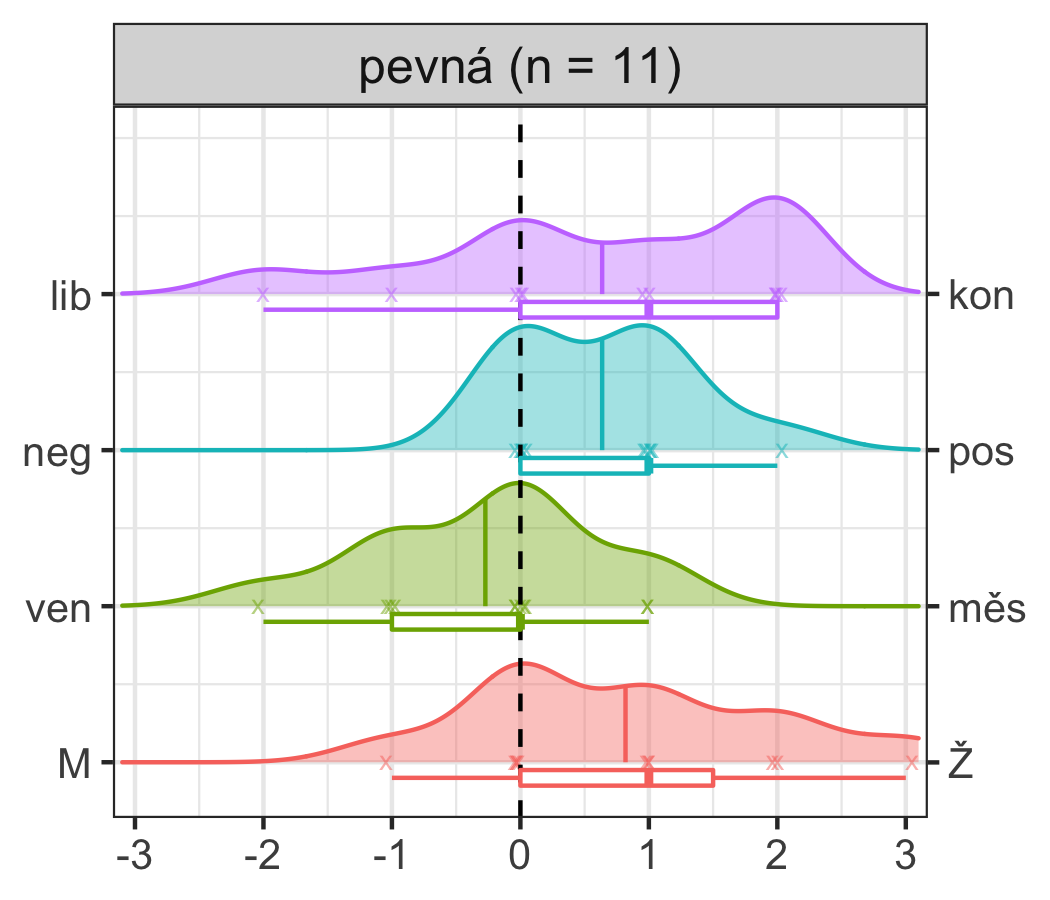 pevná (n = 11)
lib kon
neg pos
ven měs
M Ž
-3 -2 -1 0 1 2 3